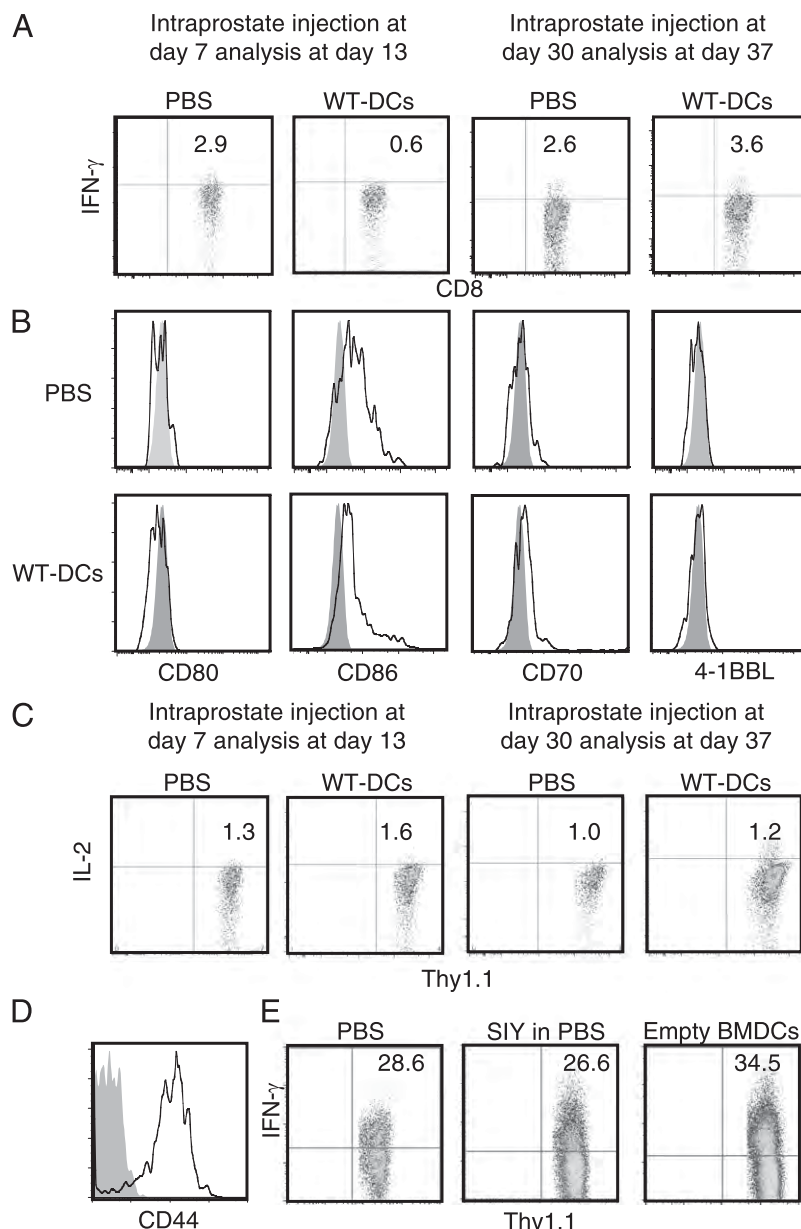 A
Intraprostate injection at
day 7 analysis at day 13
Intraprostate injection at
day 30 analysis at day 37
PBS
WT-DCs
PBS
WT-DCs
IFN-γ
2.9
0.6
2.6
3.6
CD8
B
PBS
WT-DCs
CD80
CD86
CD70
4-1BBL
C
Intraprostate injection at
day 7 analysis at day 13
Intraprostate injection at
day 30 analysis at day 37
PBS
WT-DCs
PBS
WT-DCs
IL-2
1.3
1.6
1.0
1.2
Thy1.1
D
CD44
E
PBS
SIY in PBS
Empty BMDCs
IFN-γ
28.6
26.6
34.5
Thy1.1